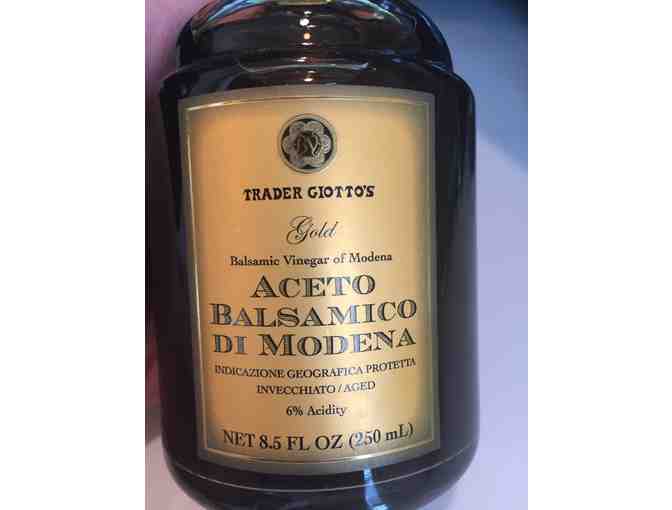 TRADER GIOTTO'S
Gold
Balsamic Vinegar of Modena
ACETO
BALSAMICO
DI MODENA
INDICAZIONE GEOGRAFICA PROTETTA
INVECCHIATO / AGED
6% Acidity
NET 8.5 FL OZ (250 mL)